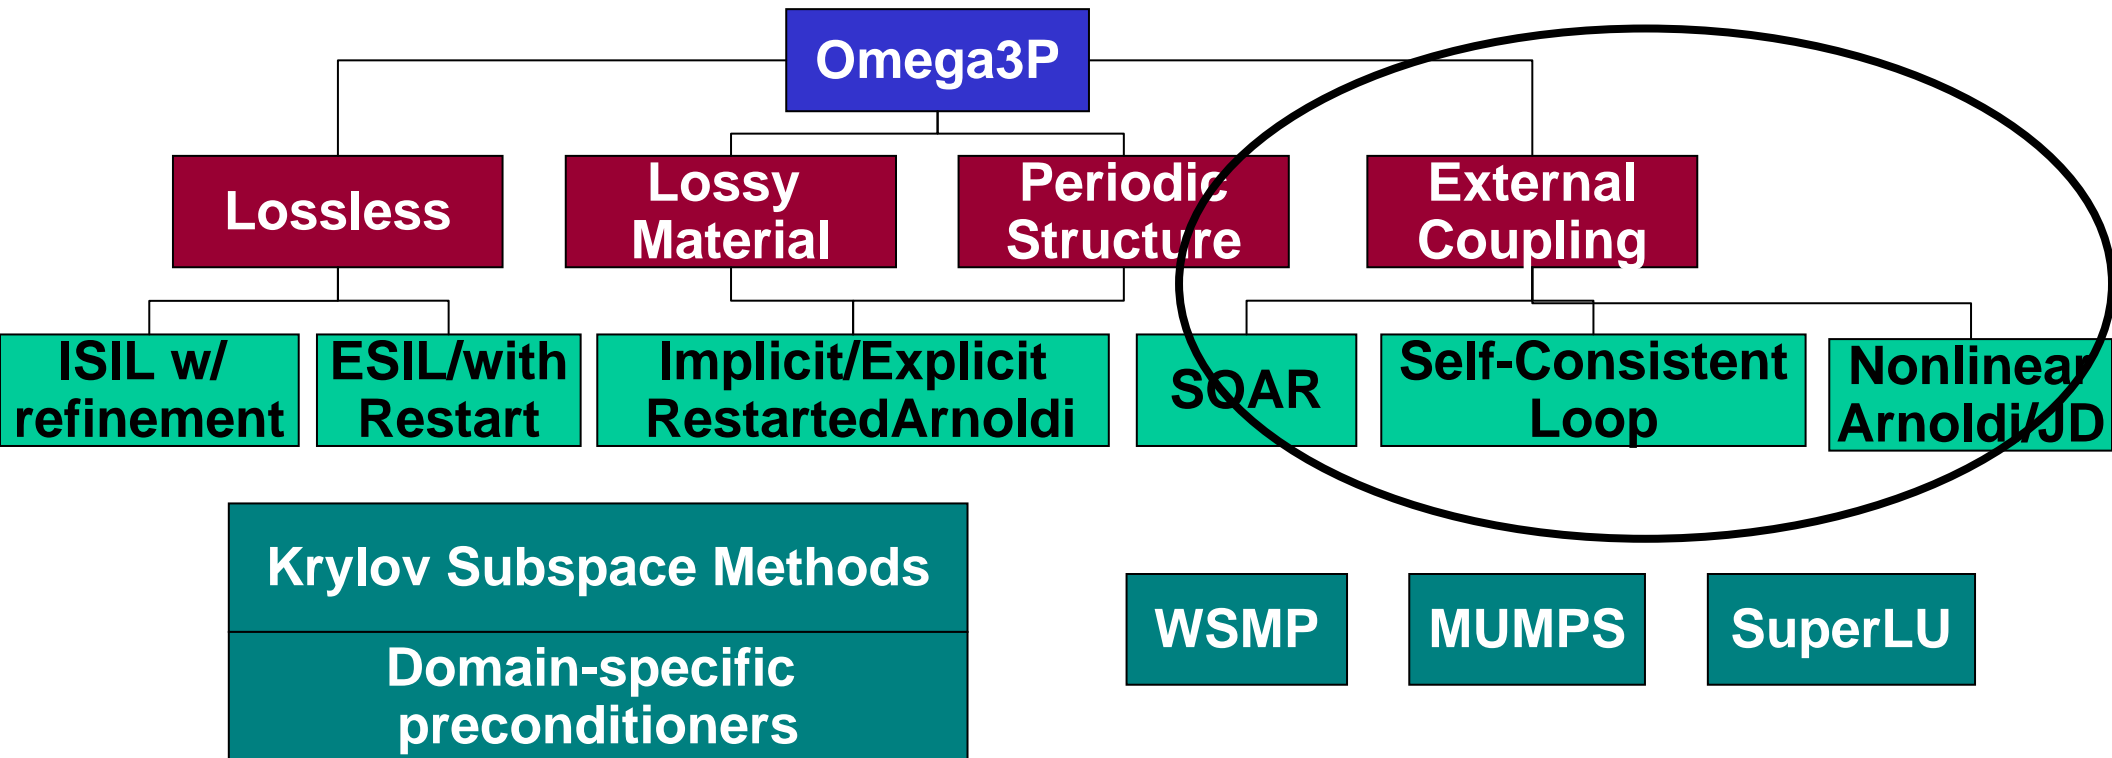 Omega3P
Lossless
Lossy
Material
Periodic
Structure
External
Coupling
ISIL w/
refinement
ESIL/with
Restart
Implicit/Explicit
RestartedArnoldi
SOAR
Self-Consistent
Loop
Nonlinear
Arnoldi/JD
Krylov Subspace Methods
Domain-specific
preconditioners
WSMP
MUMPS
SuperLU